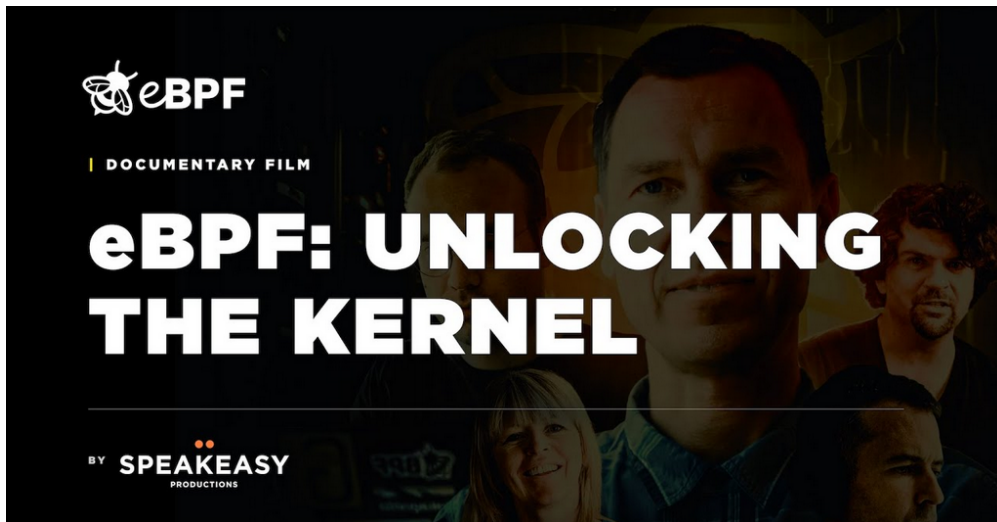 eBPF
DOCUMENTARY FILM
eBPF: UNLOCKING
THE KERNEL
BY SPEAKEASY
PRODUCTIONS